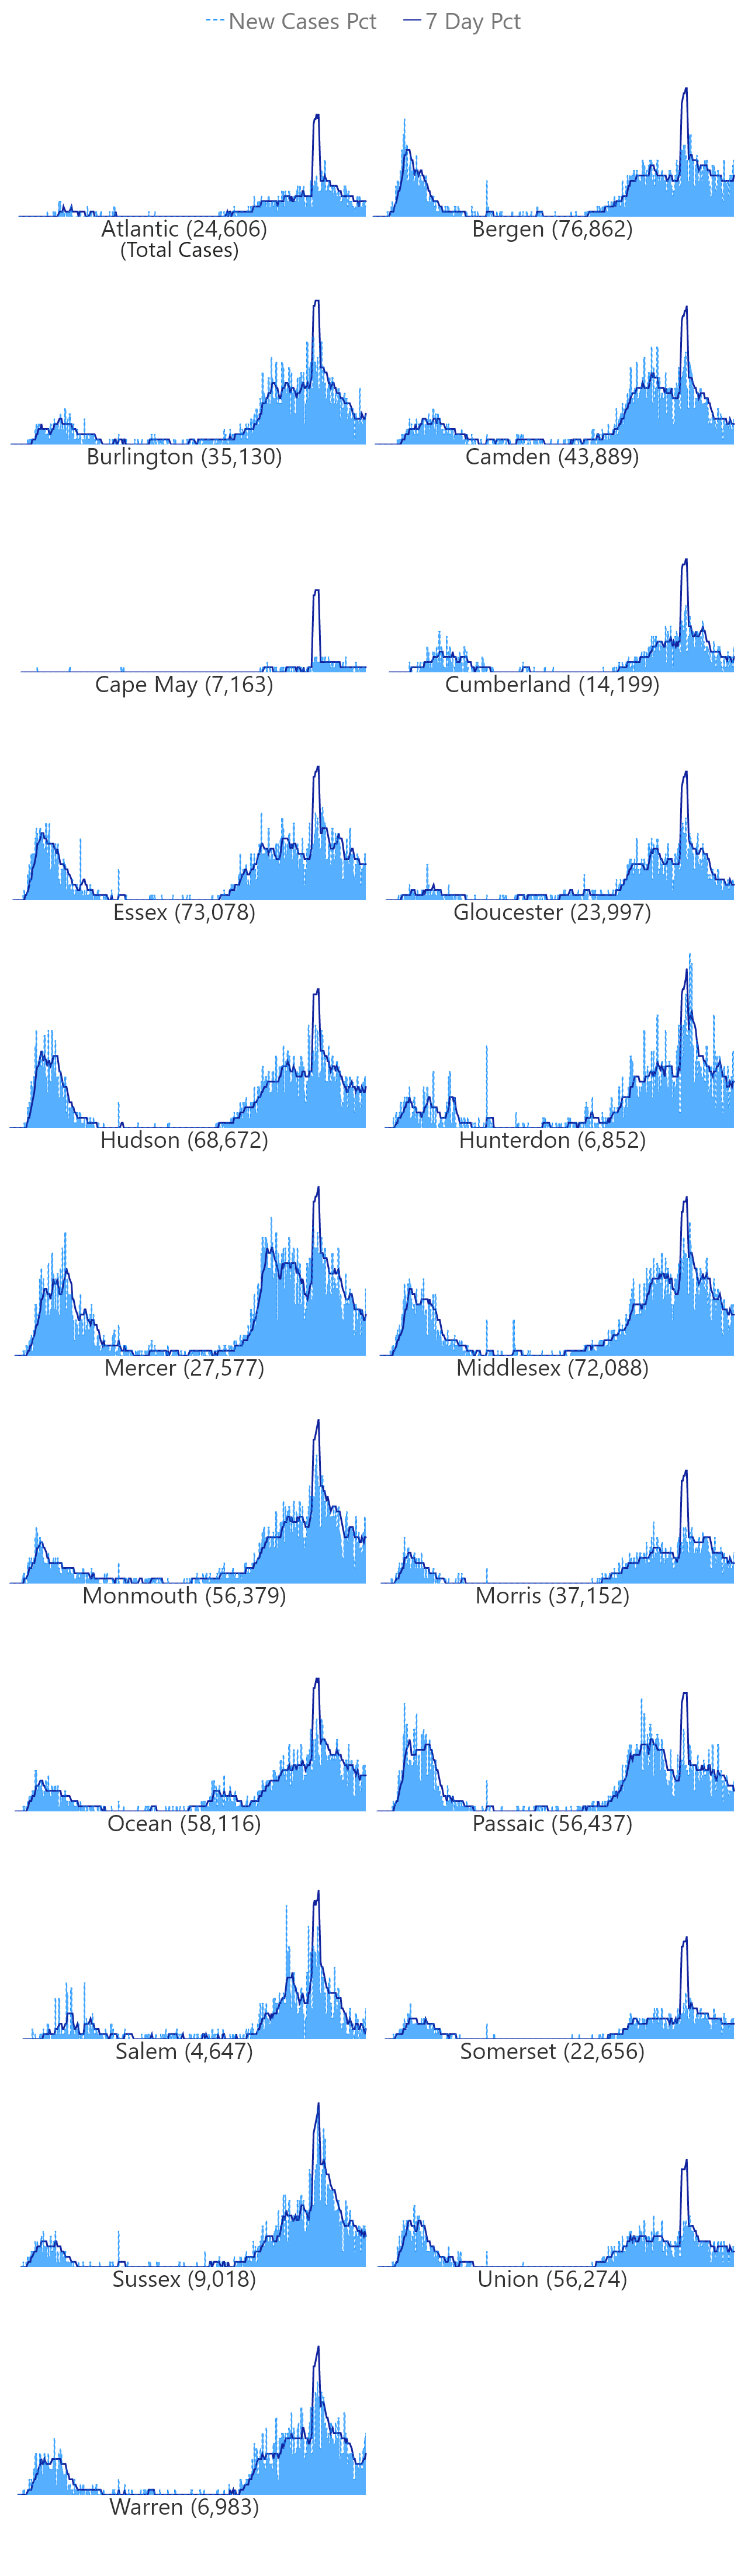 New Cases Pct 7 Day Pct
Atlantic (24,606) Bergen (76,862)
(Total Cases)
Burlington (35,130) Camden (43,889)
Cape May (7,163) Cumberland (14,199)
Essex (73,078) Gloucester (23,997)
Hudson (68,672) Hunterdon (6,852)
Mercer (27,577) Middlesex (72,088)
Monmouth (56,379) Morris (37,152)
Ocean (58,116) Passaic (56,437)
Salem (4,647) Somerset (22,656)
Sussex (9,018) Union (56,274)
Warren (6,983)